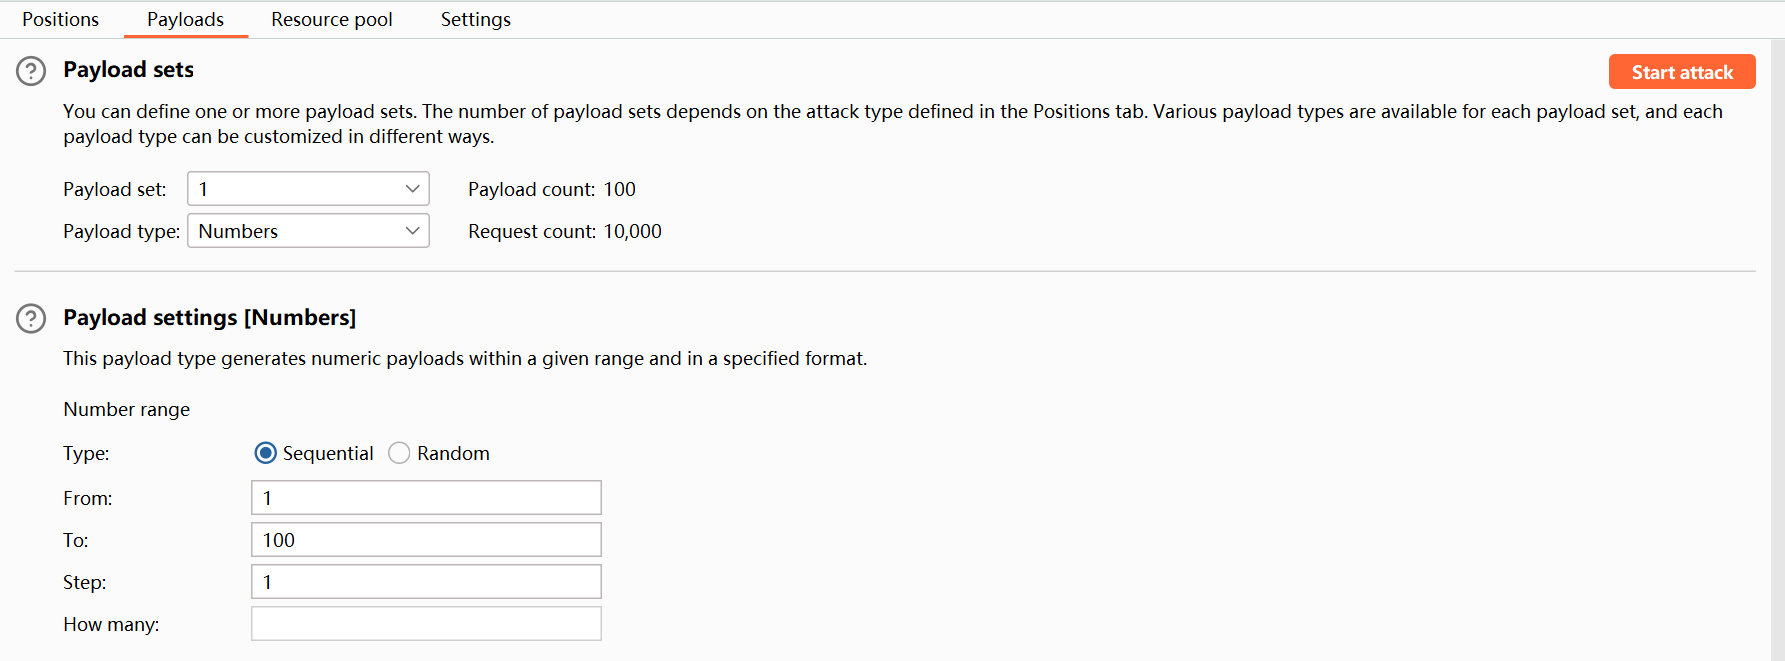 Positions Payloads Resource pool Settings
Payload sets
Start attack
You can define one or more payload sets. The number of payload sets depends on the attack type defined in the Positions tab. Various payload types are available for each payload set, and each
payload type can be customized in different ways.
Payload set: 1 Payload count: 100
Payload type: Numbers Request count: 10,000
Payload settings [Numbers]
This payload type generates numeric payloads within a given range and in a specified format.
Number range
Type: Sequential Random
From: 1
To: 100
Step: 1
How many: